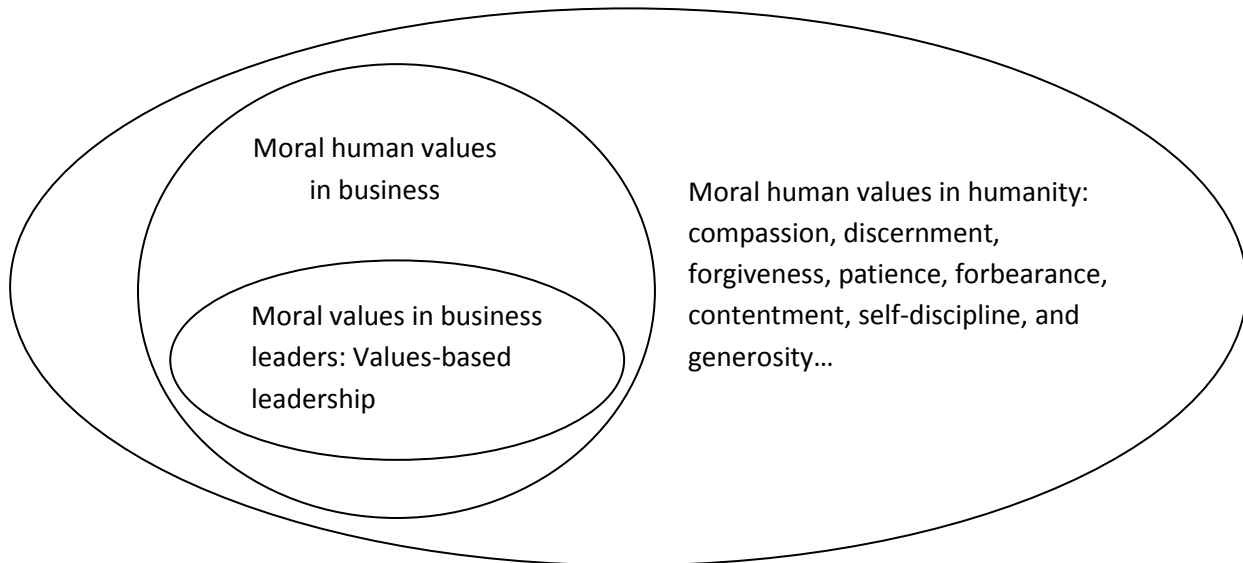 Moral human values
in business
Moral values in business
leaders: Values-based
leadership
Moral human values in humanity:
compassion, discernment,
forgiveness, patience, forbearance,
contentment, self-discipline, and
generosity…